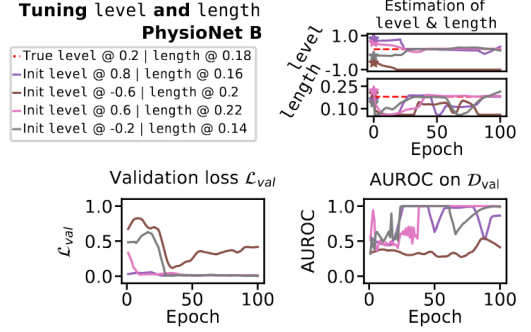 Tuning level and length
PhysioNet B
True level @ 0.2 | length @ 0.18
Init level @ 0.8 | length @ 0.16
Init level @ -0.6 | length @ 0.2
Init level @ 0.6 | length @ 0.22
Init level @ -0.2 | length @ 0.14
Estimation of
level & length
level
1.0
-1.0
length
0.25
0.10
0 50 100
Epoch
Validation loss ℒval
ℒval
1.0
0.5
0.0
0 100
Epoch
AUROC on 𝒟val
AUROC
1.0
0.5
0.0
0 50 100
Epoch